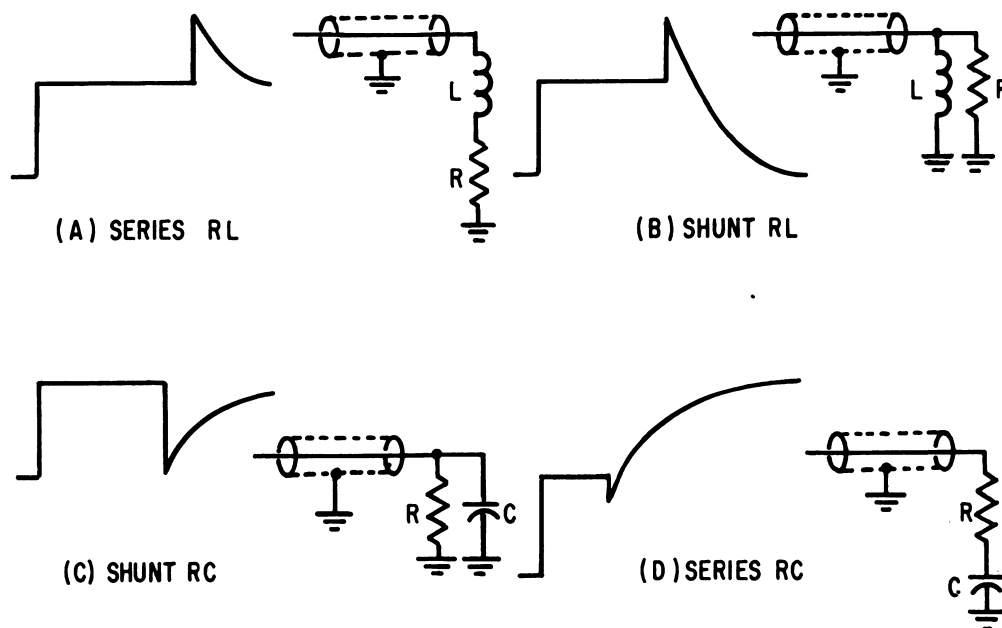 L
R
(A) SERIES RL
L
R
(B) SHUNT RL
R
C
(C) SHUNT RC
R
C
(D) SERIES RC